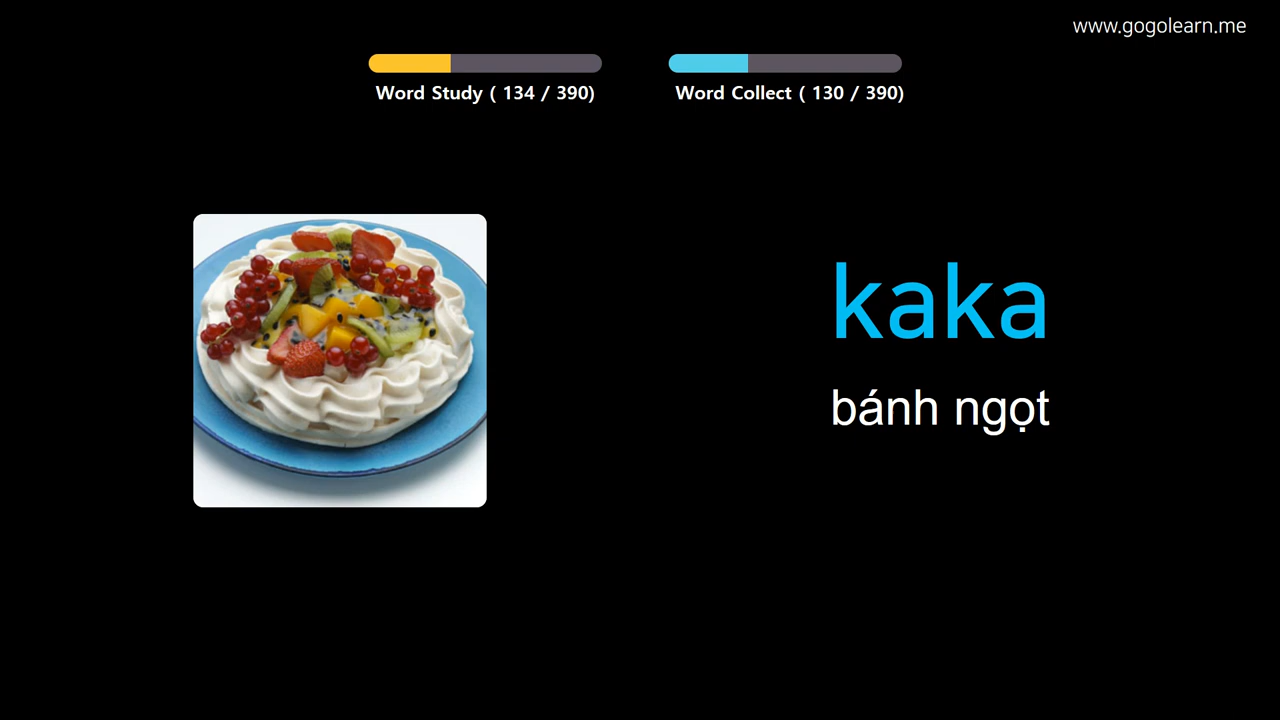 www.gogolearn.me
Word Study ( 134 / 390)
Word Collect ( 130 / 390)
kaka
bánh ngọt